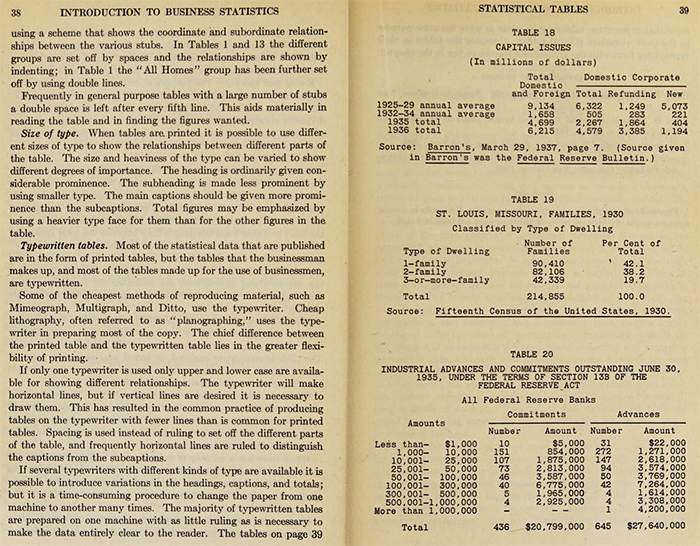 38 INTRODUCTION TO BUSINESS STATISTICS
using a scheme that shows the coordinate and subordinate relation-
ships between the various stubs. In Tables 1 and 13 the different
groups are set off by spaces and the relationships are shown by
indenting; in Table 1 the "All Homes" group has been further set
off by using double lines.
Frequently in general purpose tables with a large number of stubs
a double space is left after every fifth line. This aids materially in
reading the table and in finding the figures wanted.
Size of type. When tables are printed it is possible to use differ-
ent sizes of type to show the relationships between different parts of
the table. The size and heaviness of the type can be varied to show
different degrees of importance. The heading is ordinarily given con-
siderable prominence. The subheading is made less prominent by
using smaller type. The main captions should be given more promi-
nence than the subcaptions. Total figures may be emphasized by
using a heavier type face for them than for the other figures in the
table.
Typewritten tables. Most of the statistical data that are published
are in the form of printed tables, but the tables that the businessman
makes up, and most of the tables made up for the use of businessmen,
are typewritten.
Some of the cheapest methods of reproducing material, such as
Mimeograph, Multigraph, and Ditto, use the typewriter. Cheap
lithography, often referred to as "planographing," uses the type-
writer in preparing most of the copy. The chief difference between
the printed table and the typewritten table lies in the greater flexi-
bility of printing.
If only one typewriter is used only upper and lower case are availa-
ble for showing different relationships. The typewriter will make
horizontal lines, but if vertical lines are desired it is necessary to
draw them. This has resulted in the common practice of producing
tables on the typewriter with fewer lines than is common for printed
tables. Spacing is used instead of ruling to set off the different parts
of the table, and frequently horizontal lines are ruled to distinguish
the captions from the subcaptions.
If several typewriters with different kinds of type are available it is
possible to introduce variations in the headings, captions, and totals;
but it is a time-consuming procedure to change the paper from one
machine to another many times. The majority of typewritten tables
are prepared on one machine with as little ruling as is necessary to
make the data entirely clear to the reader. The tables on page 39
STATISTICAL TABLES 39
TABLE 18
CAPITAL ISSUES
(In millions of dollars)
Total Domestic Corporate
Domestic
and Foreign Total Refunding New
1925-29 annual average 9,134 6,322 1,249 5,073
1932-34 annual average 1,658 505 283 221
1935 total 4,699 2,267 1,864 404
1936 total 6,215 4,579 3,385 1,194
Source: Barron's, March 29, 1937, page 7. (Source given
in Barron's was the Federal Reserve Bulletin.)
TABLE 19
ST. LOUIS, MISSOURI, FAMILIES, 1930
Classified by Type of Dwelling
Number of Per Cent of
Type of Dwelling Families Total
1-family 90,410 42.1
2-family 82,106 38.2
3-or-more-family 42,339 19.7
Total 214,855 100.0
Source: Fifteenth Census of the United States, 1930.
TABLE 20
INDUSTRIAL ADVANCES AND COMMITMENTS OUTSTANDING JUNE 30,
1935, UNDER THE TERMS OF SECTION 13B OF THE
FEDERAL RESERVE ACT
All Federal Reserve Banks
Commitments Advances
Amounts
Number Amount Number Amount
Less than- $1,000 10 $5,000 31 $22,000
1,000- 10,000 151 854,000 272 1,271,000
10,001- 25,000 107 1,875,000 147 2,618,000
25,001- 50,000 73 2,813,000 94 3,574,000
50,001- 100,000 46 3,587,000 50 3,769,000
100,001- 300,000 40 6,775,000 42 7,264,000
300,001- 500,000 5 1,965,000 4 1,614,000
500,001-1,000,000 4 2,925,000 4 3,308,000
More than 1,000,000 - -- 1 4,200,000
Total 436 $20,799,000 645 $27,640,000